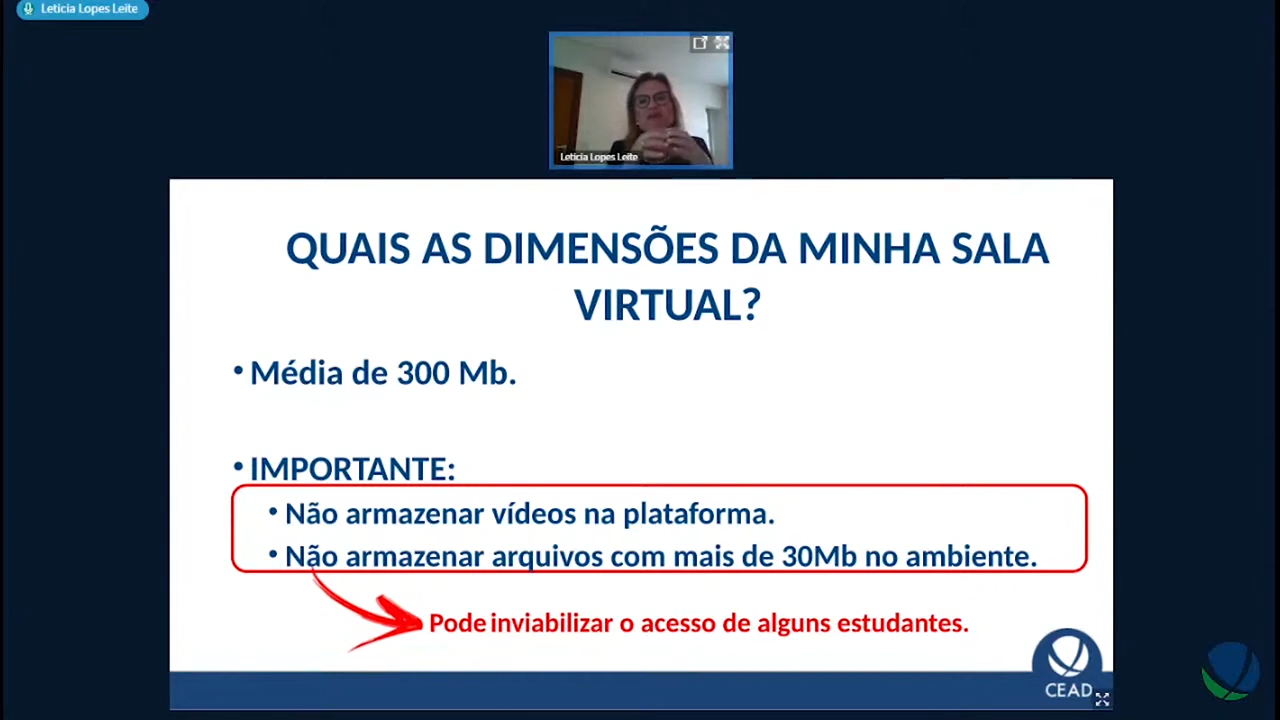 Leticia Lopes Leite
Leticia Lopes Leite
QUAIS AS DIMENSÕES DA MINHA SALA
VIRTUAL?
• Média de 300 Mb.
• IMPORTANTE:
• Não armazenar vídeos na plataforma.
• Não armazenar arquivos com mais de 30Mb no ambiente.
Pode inviabilizar o acesso de alguns estudantes.
CEAD